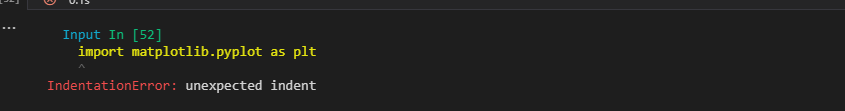 0.1s
...
Input In [52]
import matplotlib.pyplot as plt
^
IndentationError: unexpected indent